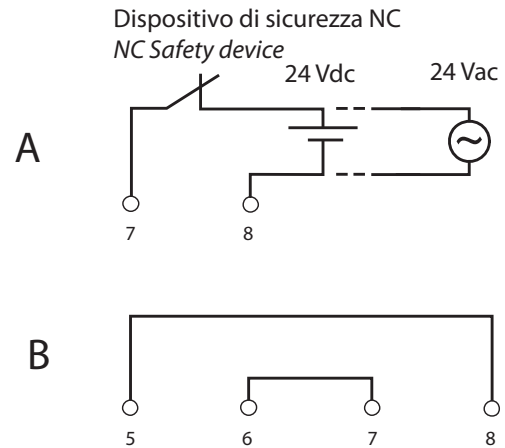 Dispositivo di sicurezza NC
NC Safety device
24 Vdc
24 Vac
A
7
8
B
5
6
7
8